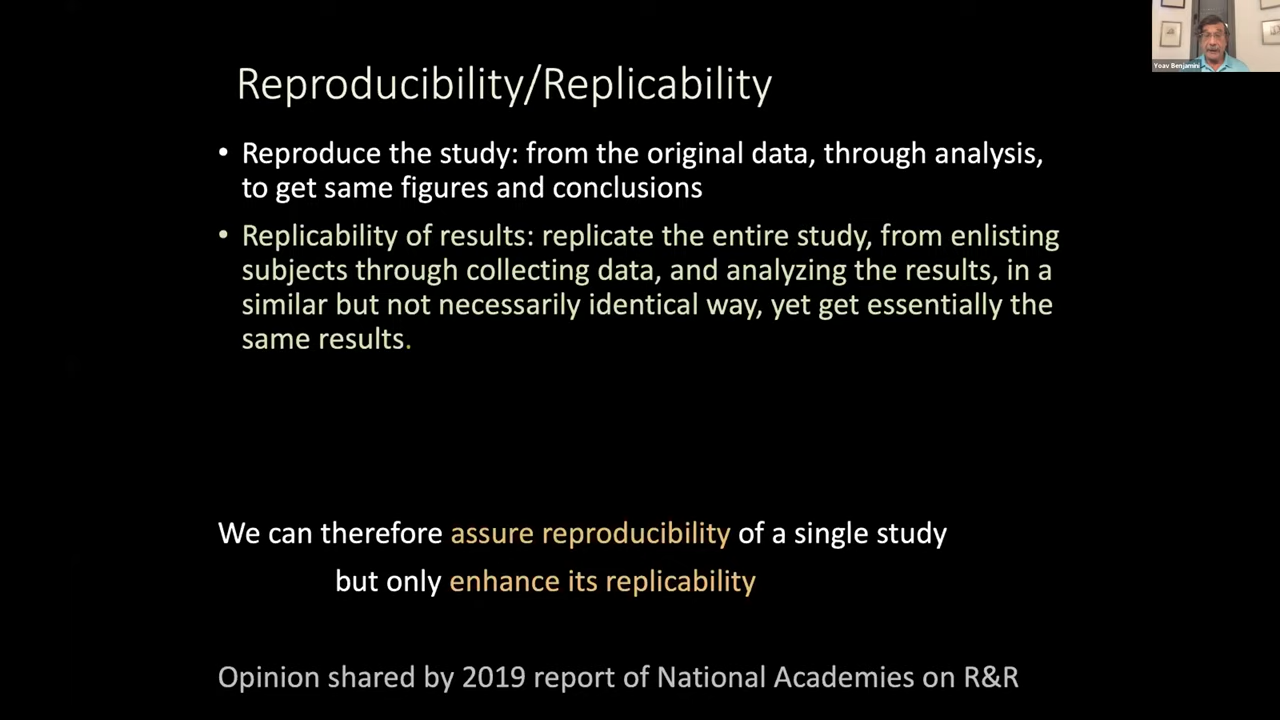 Yoav Benjamini
Reproducibility/Replicability
• Reproduce the study: from the original data, through analysis,
to get same figures and conclusions
• Replicability of results: replicate the entire study, from enlisting
subjects through collecting data, and analyzing the results, in a
similar but not necessarily identical way, yet get essentially the
same results.
We can therefore assure reproducibility of a single study
but only enhance its replicability
Opinion shared by 2019 report of National Academies on R&R